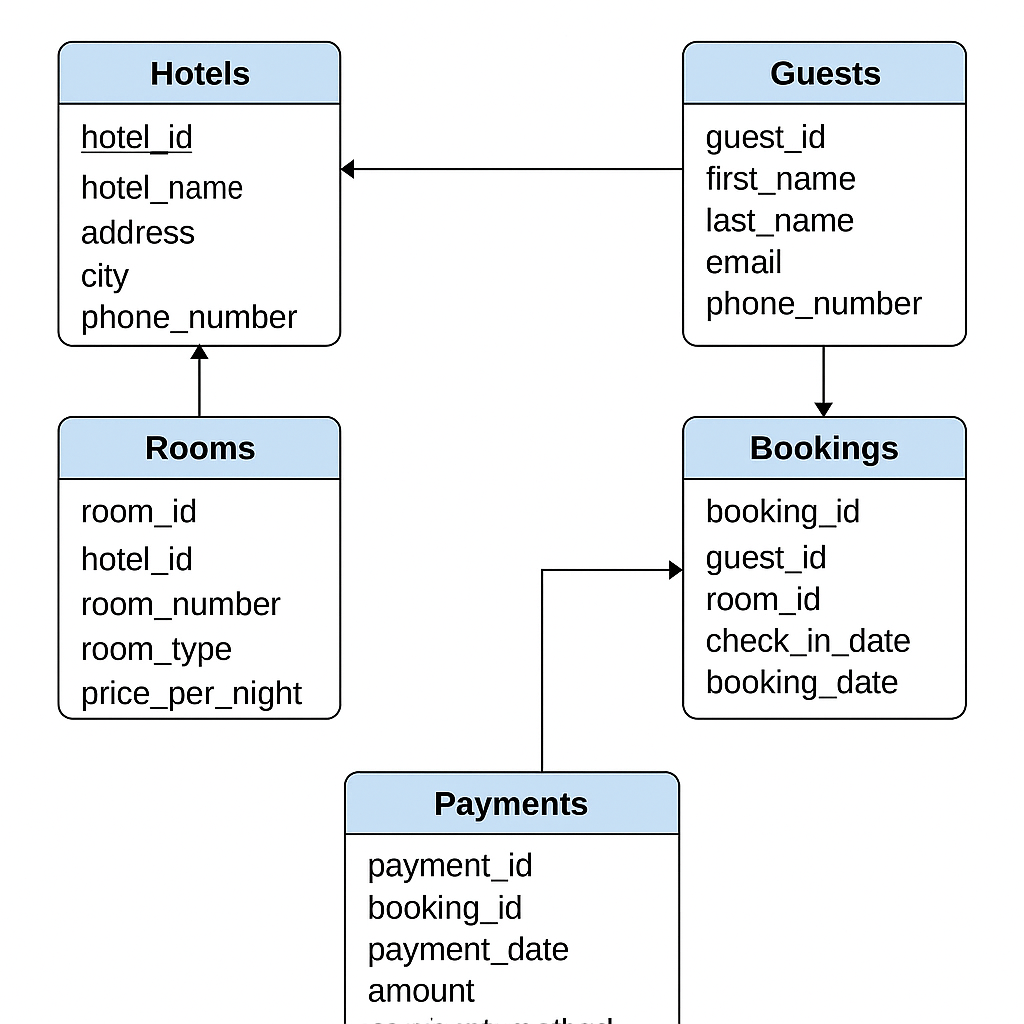 Hotels
hotel_id
hotel_name
address
city
phone_number
Guests
guest_id
first_name
last_name
email
phone_number
Rooms
room_id
hotel_id
room_number
room_type
price_per_night
Bookings
booking_id
guest_id
room_id
check_in_date
booking_date
Payments
payment_id
booking_id
payment_date
amount